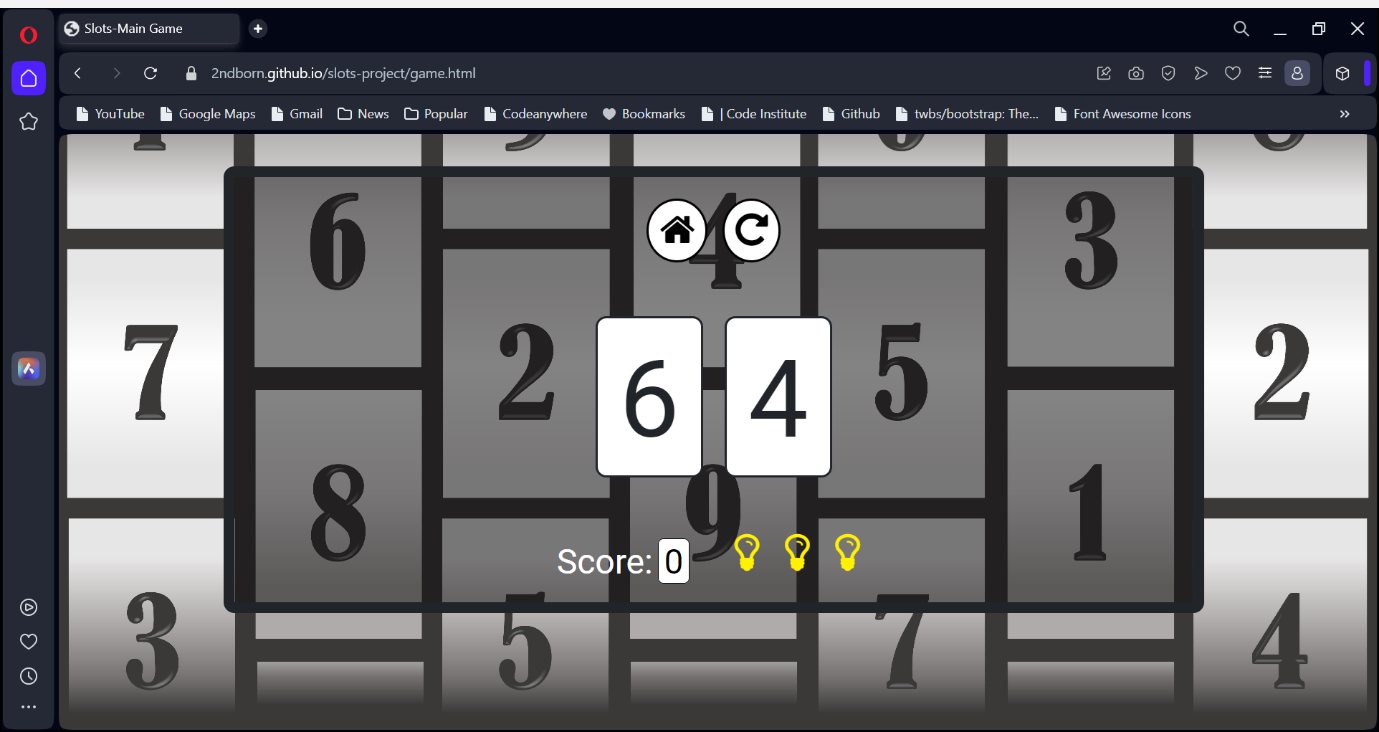 Slots-Main Game
2ndborn.github.io/slots-project/game.html
YouTube Google Maps Gmail News Popular Codeanywhere Bookmarks | Code Institute Github twbs/bootstrap: The... Font Awesome Icons »
6 4 3
7 2 5 2
6 4
8 9 1
Score: 0
3 5 7 4